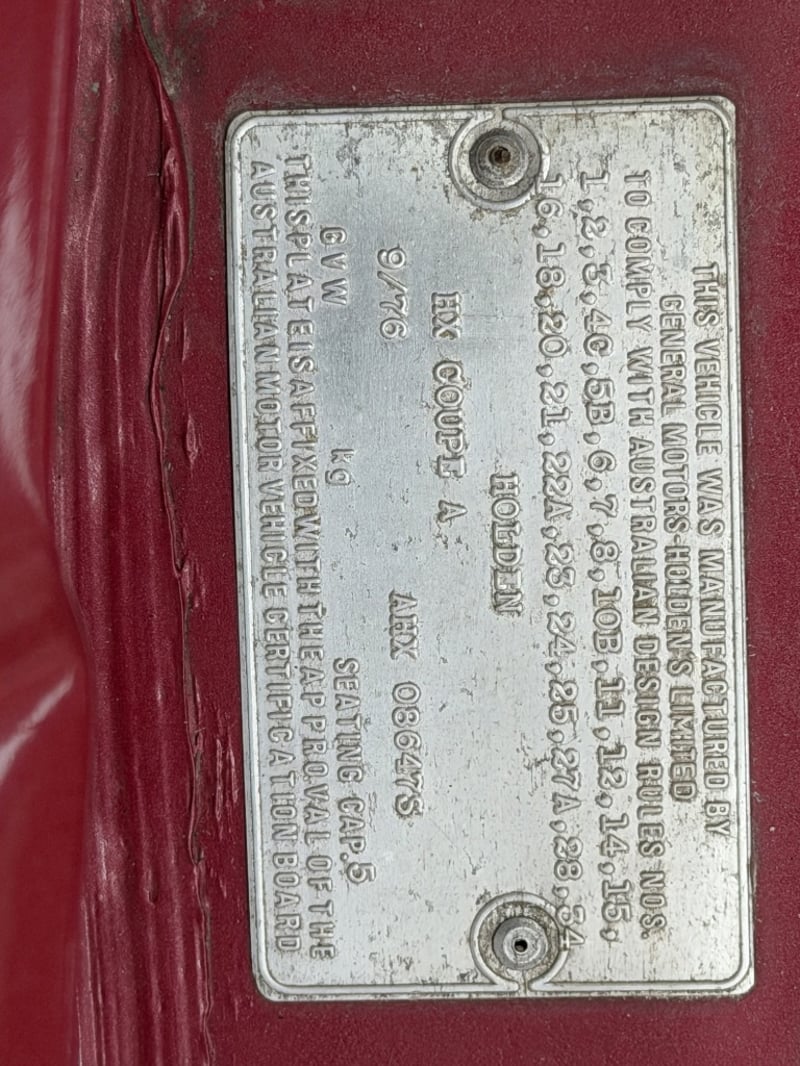 THIS VEHICLE WAS MANUFACTURED BY
GENERAL MOTORS-HOLDEN'S LIMITED
TO COMPLY WITH AUSTRALIAN DESIGN RULES NOS.
1,2,3,4C,5B,6,7,8,10B,11,12,14,15,
16,18,20,21,22A,23,24,25,27A,28,34
HOLDEN
HX COUPE A
9/76 AHX 08647S
GVW kg SEATING CAP.5
THIS PLATE IS AFFIXED WITH THE APPROVAL OF THE
AUSTRALIAN MOTOR VEHICLE CERTIFICATION BOARD